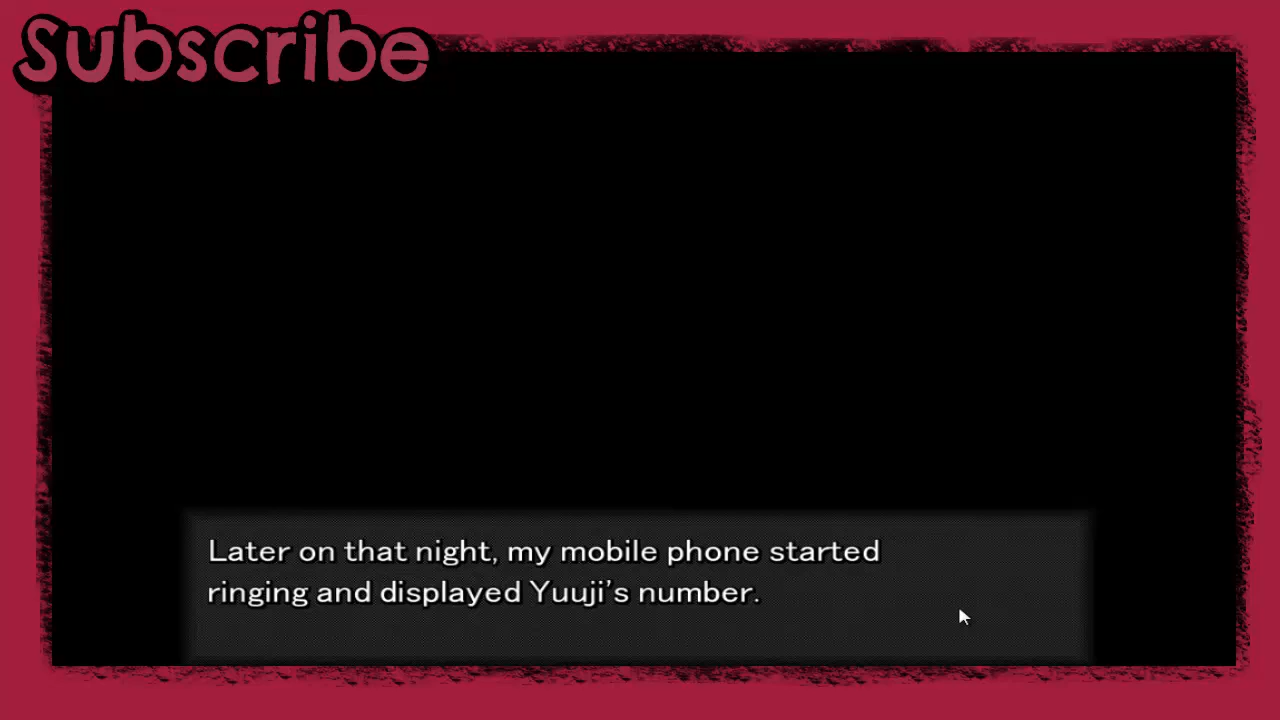 Subscribe
Later on that night, my mobile phone started
ringing and displayed Yuuji's number.